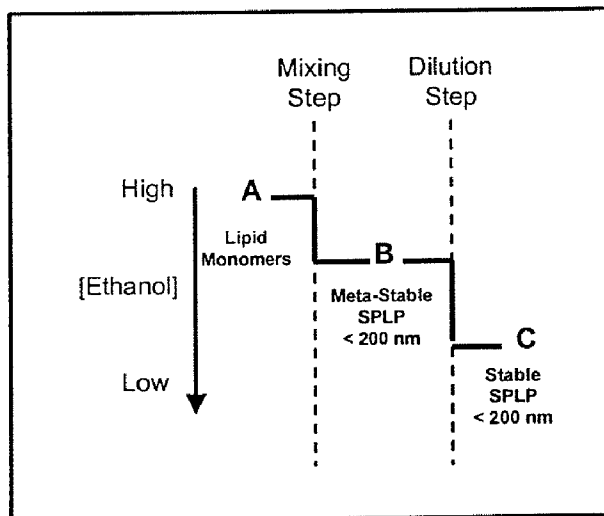 Mixing
Step
Dilution
Step
High
A
Lipid
Monomers
B
[Ethanol]
Meta-Stable
SPLP
< 200 nm
C
Low
Stable
SPLP
< 200 nm